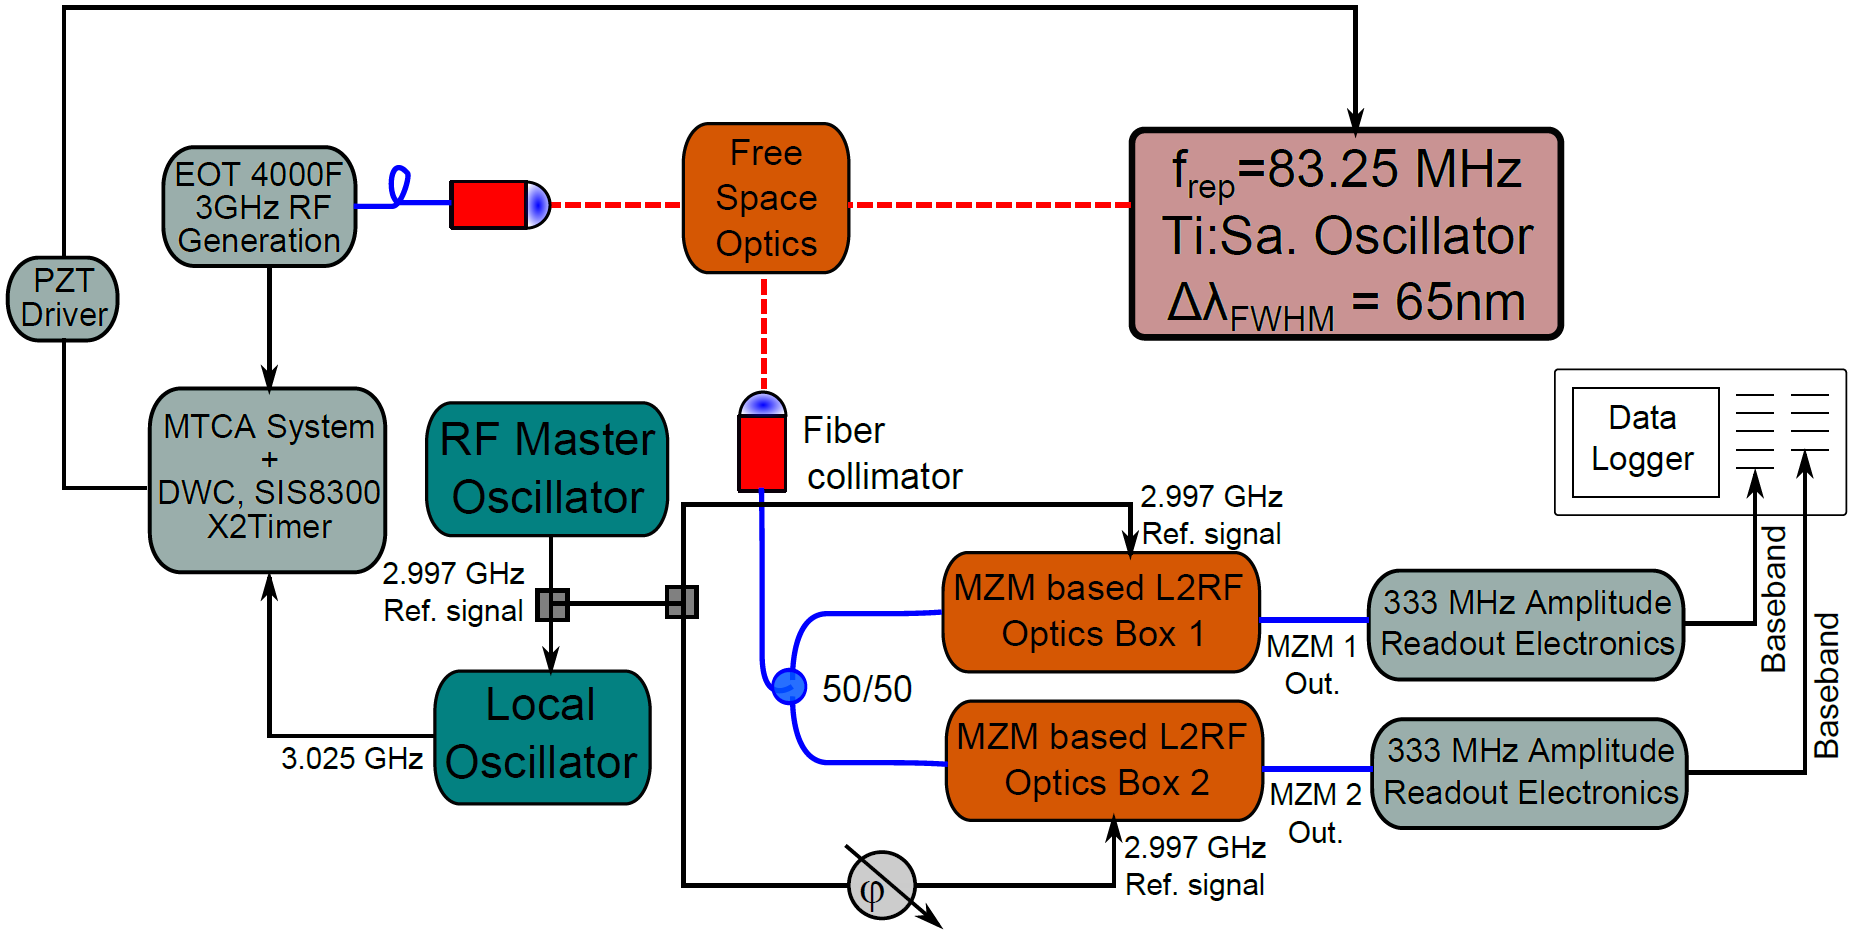 EOT 4000F
3GHz RF
Generation
Free
Space
Optics
f_rep=83.25 MHz
Ti:Sa. Oscillator
Δλ_FWHM = 65nm
PZT
Driver
MTCA System
+
DWC, SIS8300
X2Timer
RF Master
Oscillator
Fiber
collimator
Data
Logger
2.997 GHz
Ref. signal
2.997 GHz
Ref. signal
MZM based L2RF
Optics Box 1
MZM 1
Out.
333 MHz Amplitude
Readout Electronics
Baseband
Baseband
Local
Oscillator
3.025 GHz
50/50
MZM based L2RF
Optics Box 2
MZM 2
Out.
333 MHz Amplitude
Readout Electronics
2.997 GHz
Ref. signal
φ